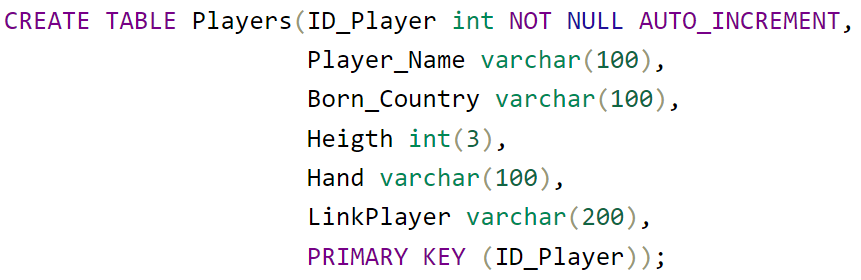 CREATE TABLE Players(ID_Player int NOT NULL AUTO_INCREMENT,
Player_Name varchar(100),
Born_Country varchar(100),
Heigth int(3),
Hand varchar(100),
LinkPlayer varchar(200),
PRIMARY KEY (ID_Player));